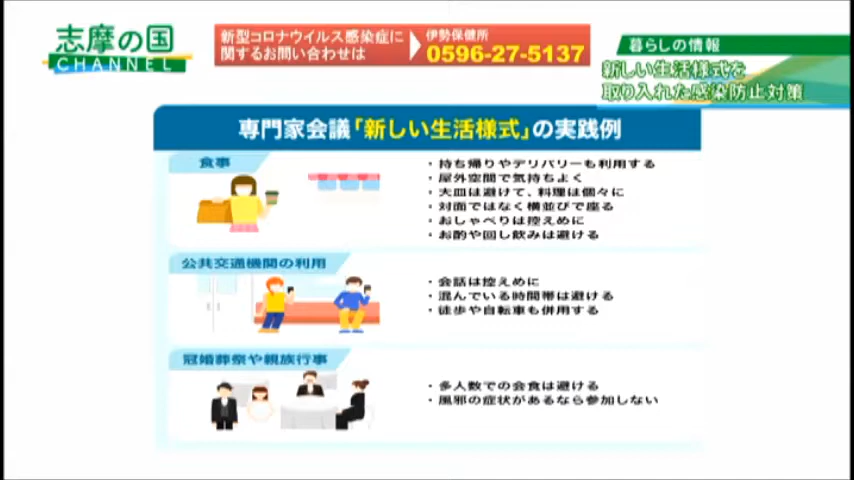 志摩の国
CHANNEL
新型コロナウイルス感染症に
関するお問い合わせは
伊勢保健所
0596-27-5137
暮らしの情報
新しい生活様式を
取り入れた感染防止対策
専門家会議「新しい生活様式」の実践例
食事
・持ち帰りやデリバリーも利用する
・屋外空間で気持ちよく
・大皿は避けて、料理は個々に
・対面ではなく横並びで座る
・おしゃべりは控えめに
・お酌や回し飲みは避ける
公共交通機関の利用
・会話は控えめに
・混んでいる時間帯は避ける
・徒歩や自転車も併用する
冠婚葬祭や親族行事
・多人数での会食は避ける
・風邪の症状があるなら参加しない